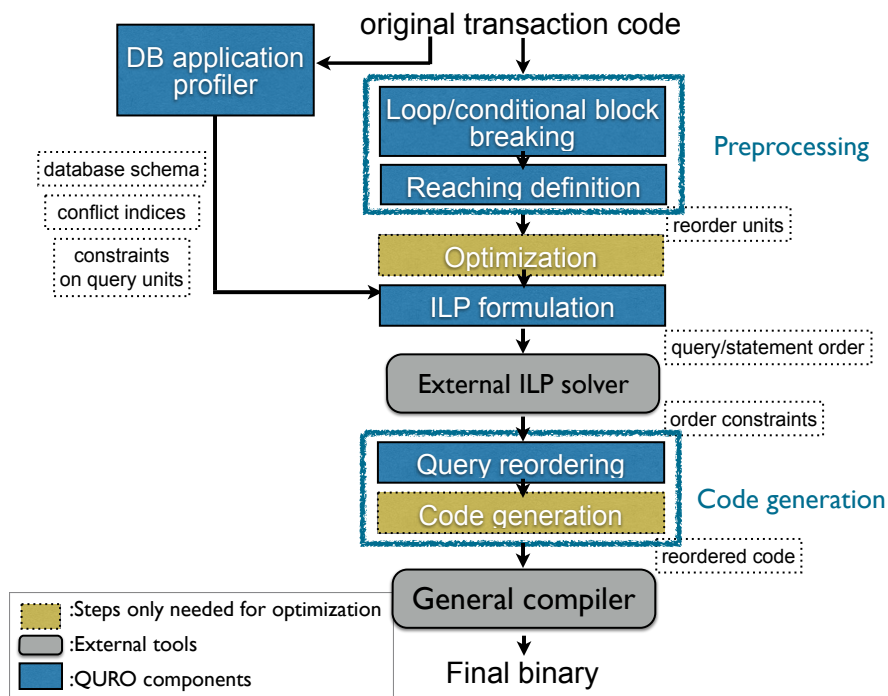 original transaction code
DB application
profiler
Loop/conditional block
breaking
Preprocessing
Reaching definition
database schema
conflict indices
constraints
on query units
reorder units
Optimization
ILP formulation
query/statement order
External ILP solver
order constraints
Query reordering
Code generation
Code generation
reordered code
General compiler
Final binary
:Steps only needed for optimization
:External tools
:QURO components